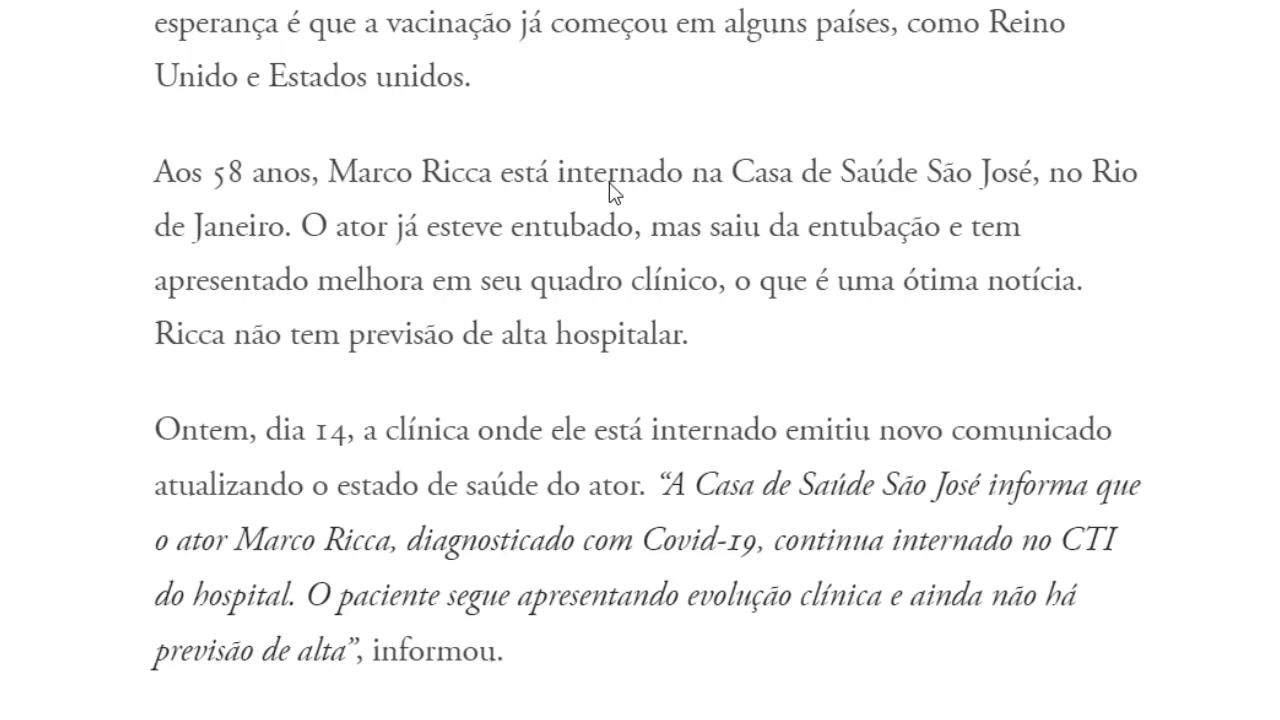 esperança é que a vacinação já começou em alguns países, como Reino
Unido e Estados unidos.
Aos 58 anos, Marco Ricca está internado na Casa de Saúde São José, no Rio
de Janeiro. O ator já esteve entubado, mas saiu da entubação e tem
apresentado melhora em seu quadro clínico, o que é uma ótima notícia.
Ricca não tem previsão de alta hospitalar.
Ontem, dia 14, a clínica onde ele está internado emitiu novo comunicado
atualizando o estado de saúde do ator. “A Casa de Saúde São José informa que
o ator Marco Ricca, diagnosticado com Covid-19, continua internado no CTI
do hospital. O paciente segue apresentando evolução clínica e ainda não há
previsão de alta”, informou.